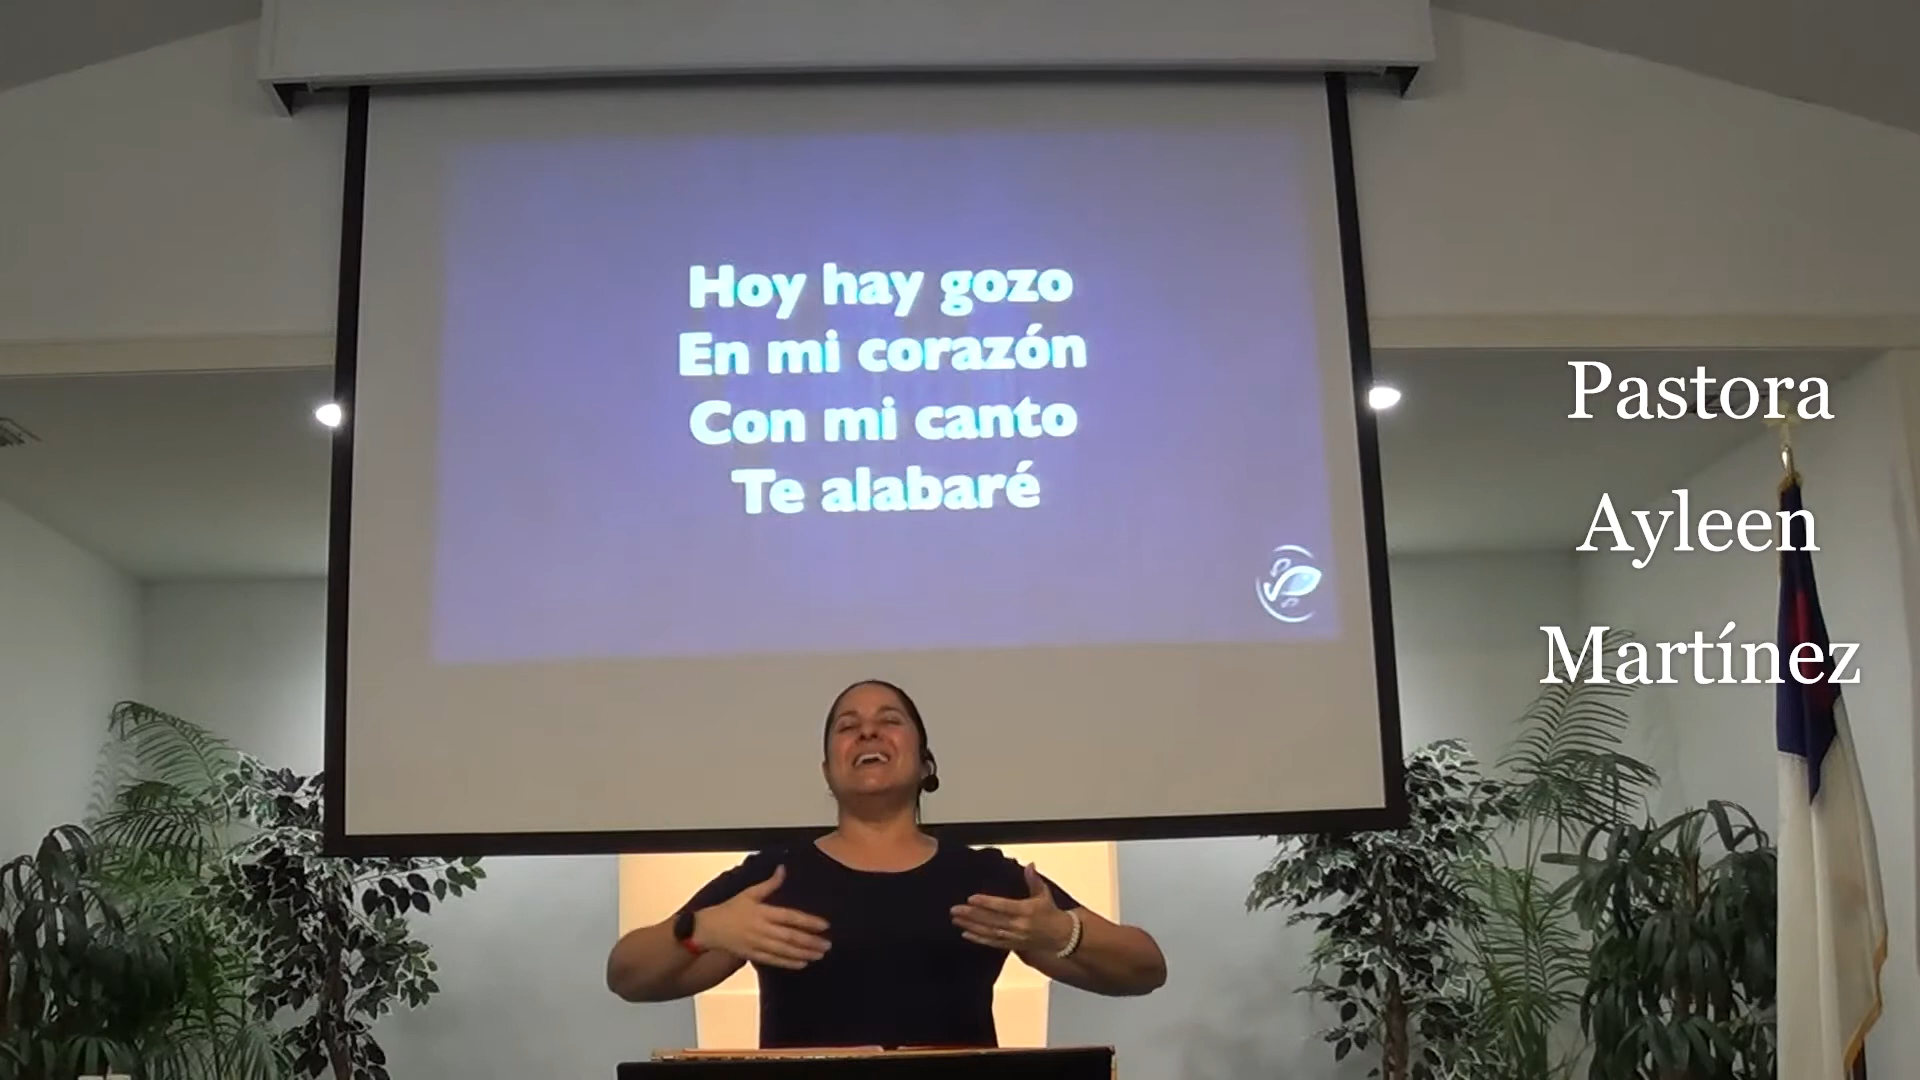 Hoy hay gozo
En mi corazón
Con mi canto
Te alabaré
Pastora
Ayleen
Martínez